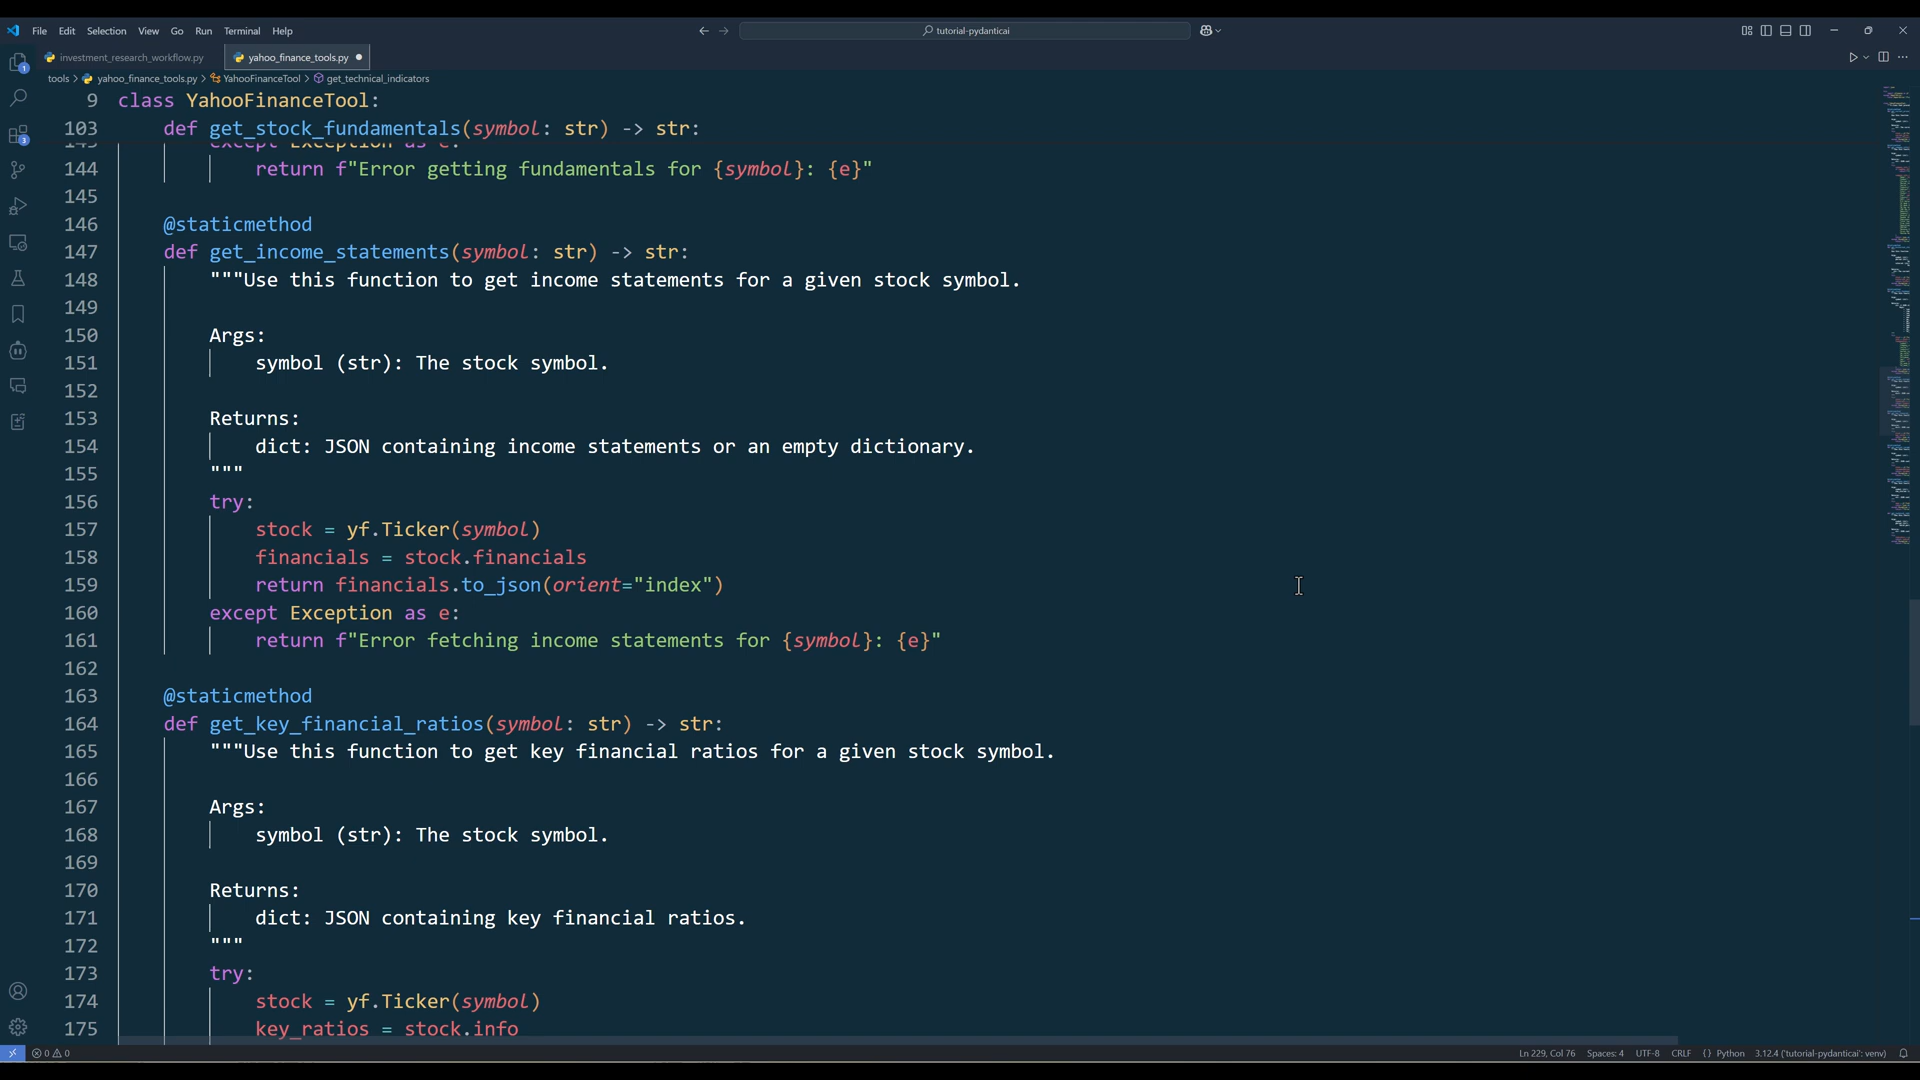 File Edit Selection View Go Run Terminal Help
tutorial-pydanticai
investment_research_workflow.py
yahoo_finance_tools.py
tools > yahoo_finance_tools.py > YahooFinanceTool > get_technical_indicators
9 class YahooFinanceTool:
103 def get_stock_fundamentals(symbol: str) -> str:
143 except Exception as e:
144 return f"Error getting fundamentals for {symbol}: {e}"
145
146 @staticmethod
147 def get_income_statements(symbol: str) -> str:
148 """Use this function to get income statements for a given stock symbol.
149
150 Args:
151 symbol (str): The stock symbol.
152
153 Returns:
154 dict: JSON containing income statements or an empty dictionary.
155 """
156 try:
157 stock = yf.Ticker(symbol)
158 financials = stock.financials
159 return financials.to_json(orient="index")
160 except Exception as e:
161 return f"Error fetching income statements for {symbol}: {e}"
162
163 @staticmethod
164 def get_key_financial_ratios(symbol: str) -> str:
165 """Use this function to get key financial ratios for a given stock symbol.
166
167 Args:
168 symbol (str): The stock symbol.
169
170 Returns:
171 dict: JSON containing key financial ratios.
172 """
173 try:
174 stock = yf.Ticker(symbol)
175 key_ratios = stock.info
0 0 Ln 229, Col 76 Spaces: 4 UTF-8 CRLF {} Python 3.12.4 ('tutorial-pydanticai': venv)